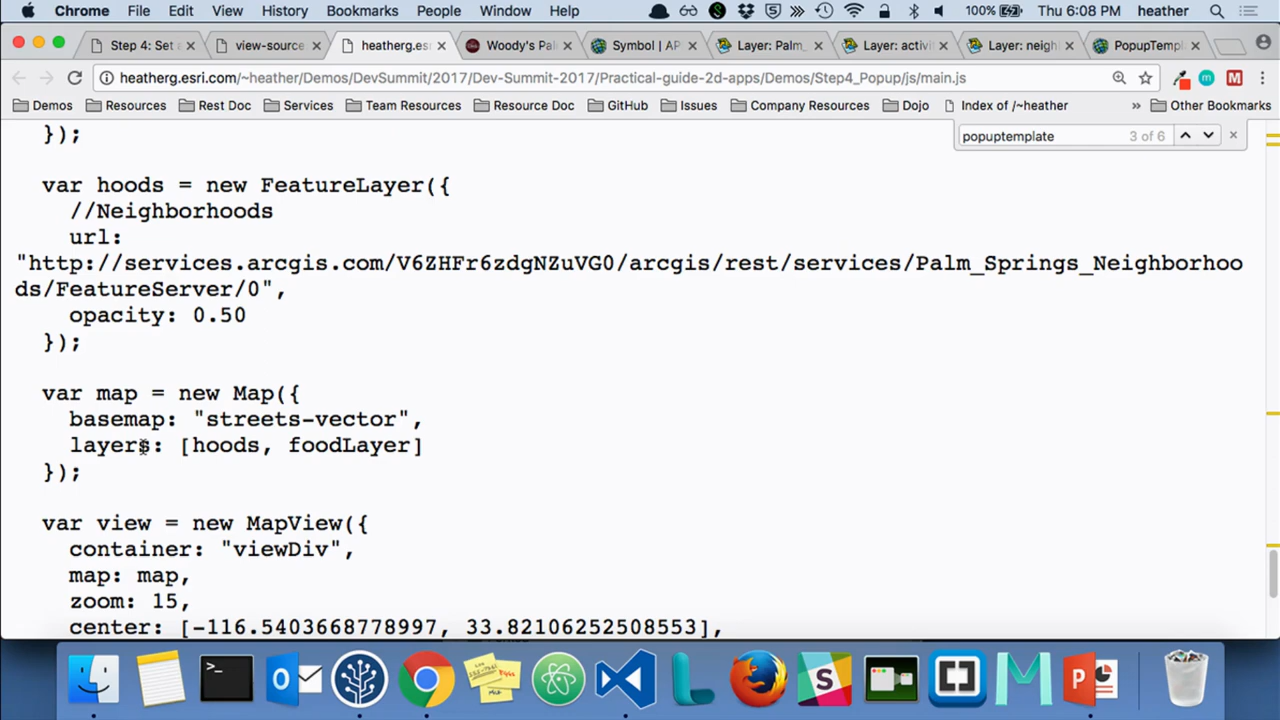 Chrome File Edit View History Bookmarks People Window Help 100% Thu 6:08 PM heather
Step 4: Set view-source heatherg.es Woody's Pa Symbol | AP Layer: Palm_ Layer: activi Layer: neigh PopupTempl
heatherg.esri.com/~heather/Demos/DevSummit/2017/Dev-Summit-2017/Practical-guide-2d-apps/Demos/Step4_Popup/js/main.js
Demos Resources Rest Doc Services Team Resources Resource Doc GitHub Issues Company Resources Dojo Index of /~heather » Other Bookmarks
popuptemplate 3 of 6
});
var hoods = new FeatureLayer({
//Neighborhoods
url:
"http://services.arcgis.com/V6ZHFr6zdgNZuVG0/arcgis/rest/services/Palm_Springs_Neighborhoo
ds/FeatureServer/0",
opacity: 0.50
});
var map = new Map({
basemap: "streets-vector",
layers: [hoods, foodLayer]
});
var view = new MapView({
container: "viewDiv",
map: map,
zoom: 15,
center: [-116.5403668778997, 33.82106252508553],